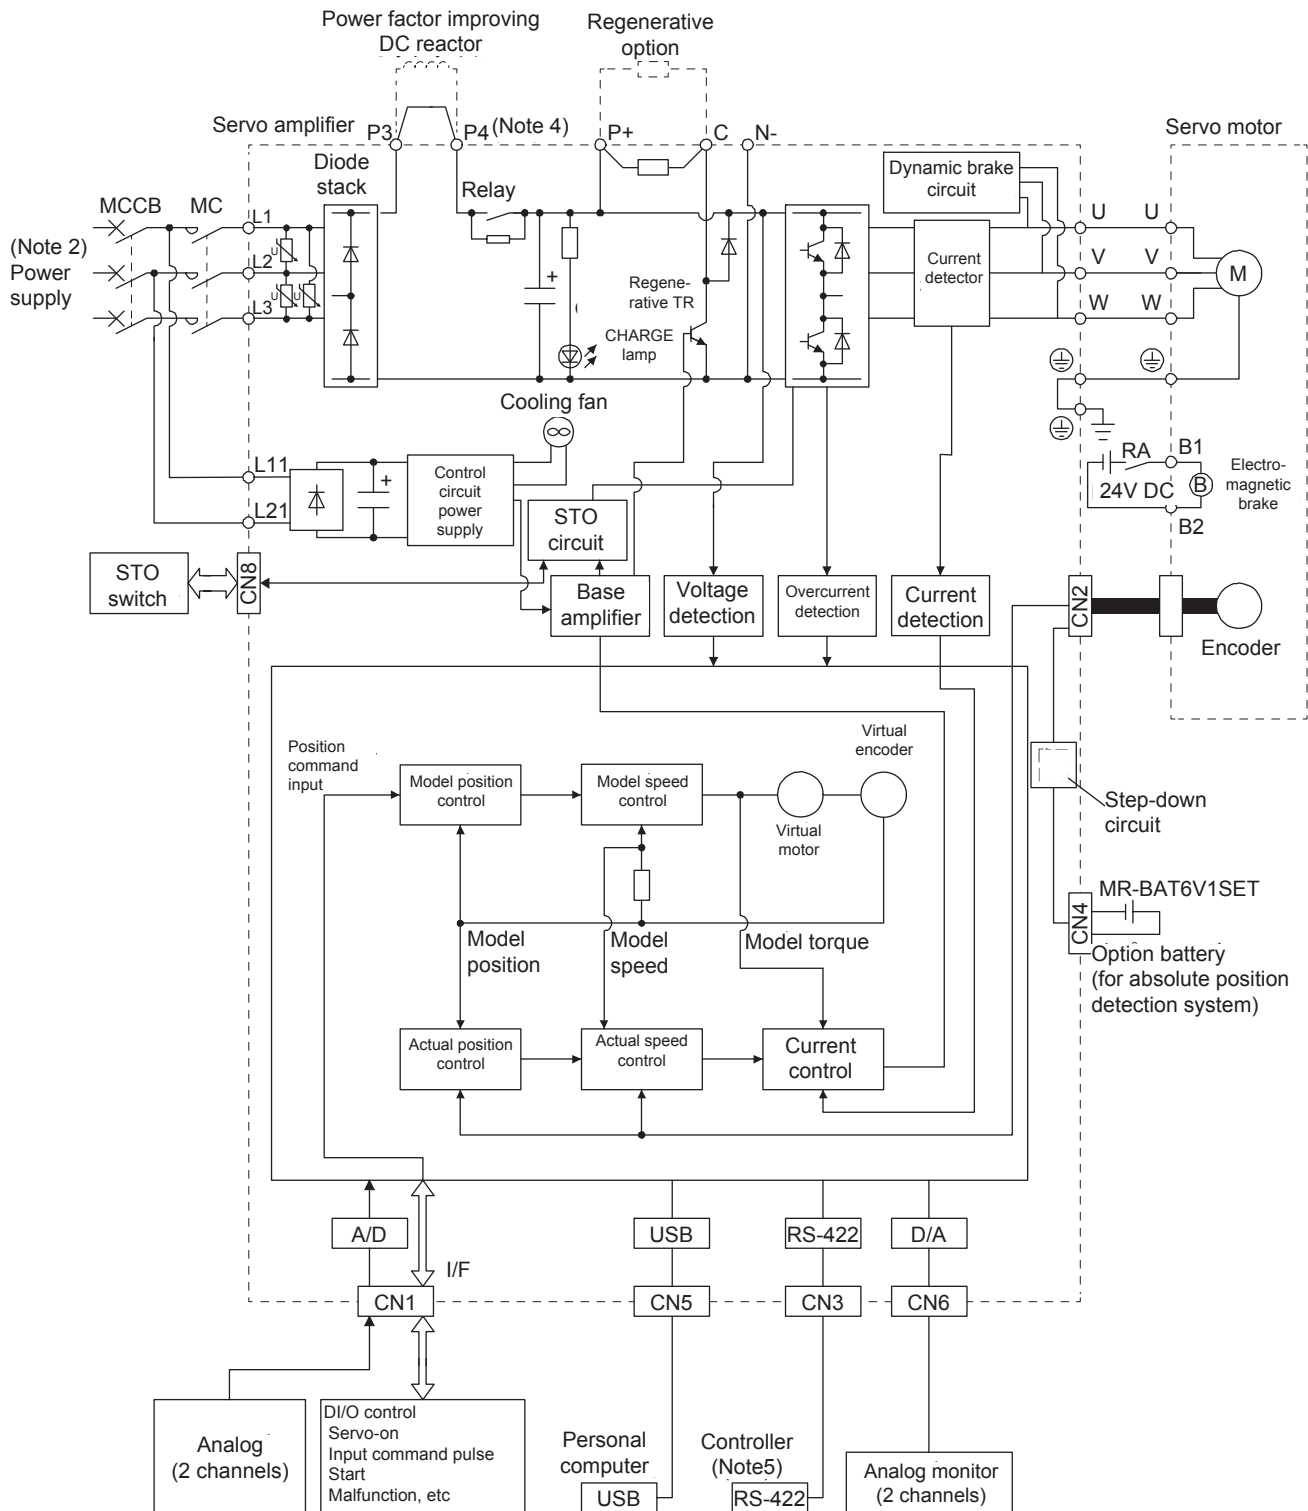 Power factor improving
DC reactor
Regenerative
option
Servo amplifier
P3
P4
(Note 4)
P+
C
N-
Servo motor
Diode
stack
Relay
Dynamic brake
circuit
MCCB
MC
L1
U
U
(Note 2)
Power
supply
U
L2
Current
detector
V
V
M
U
U
L3
+
Regene-
rative TR
W
W
CHARGE
lamp
Cooling fan
L11
+
Control
circuit
power
supply
RA
B1
24V DC
B
Electro-
magnetic
brake
L21
STO
circuit
B2
STO
switch
CN8
Base
amplifier
Voltage
detection
Overcurrent
detection
Current
detection
CN2
Encoder
Position
command
input
Model position
control
Model speed
control
Virtual
encoder
Virtual
motor
Step-down
circuit
Model
position
Model
speed
Model torque
CN4
MR-BAT6V1SET
Option battery
(for absolute position
detection system)
Actual position
control
Actual speed
control
Current
control
A/D
I/F
USB
RS-422
D/A
CN1
CN5
CN3
CN6
Analog
(2 channels)
DI/O control
Servo-on
Input command pulse
Start
Malfunction, etc
Personal
computer
USB
Controller
(Note5)
RS-422
Analog monitor
(2 channels)